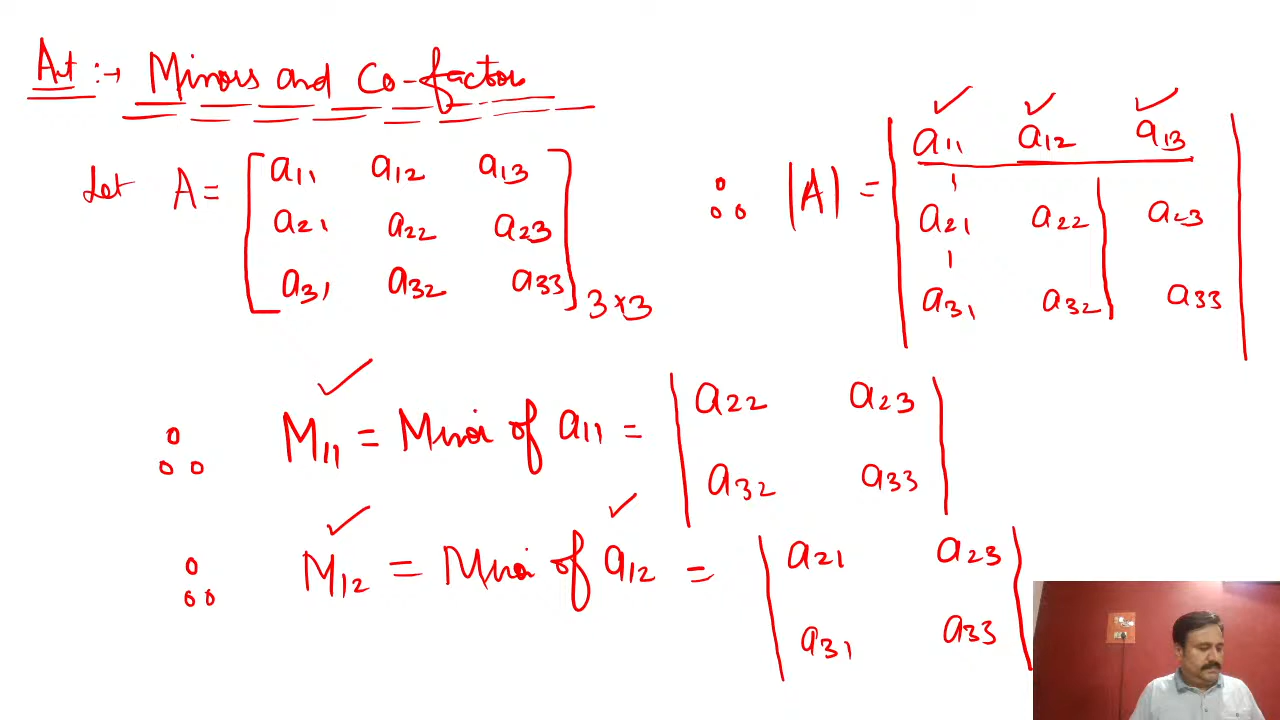 Art :→ Minors and Co-factor
Let A = [ a11 a12 a13
a21 a22 a23
a31 a32 a33 ]3×3
∴ |A| = | a11 a12 a13 |
| a21 a22 a23 |
| a31 a32 a33 |
∴ M11 = Minor of a11 = | a22 a23 |
| a32 a33 |
∴ M12 = Minor of a12 = | a21 a23 |
| a31 a33 |